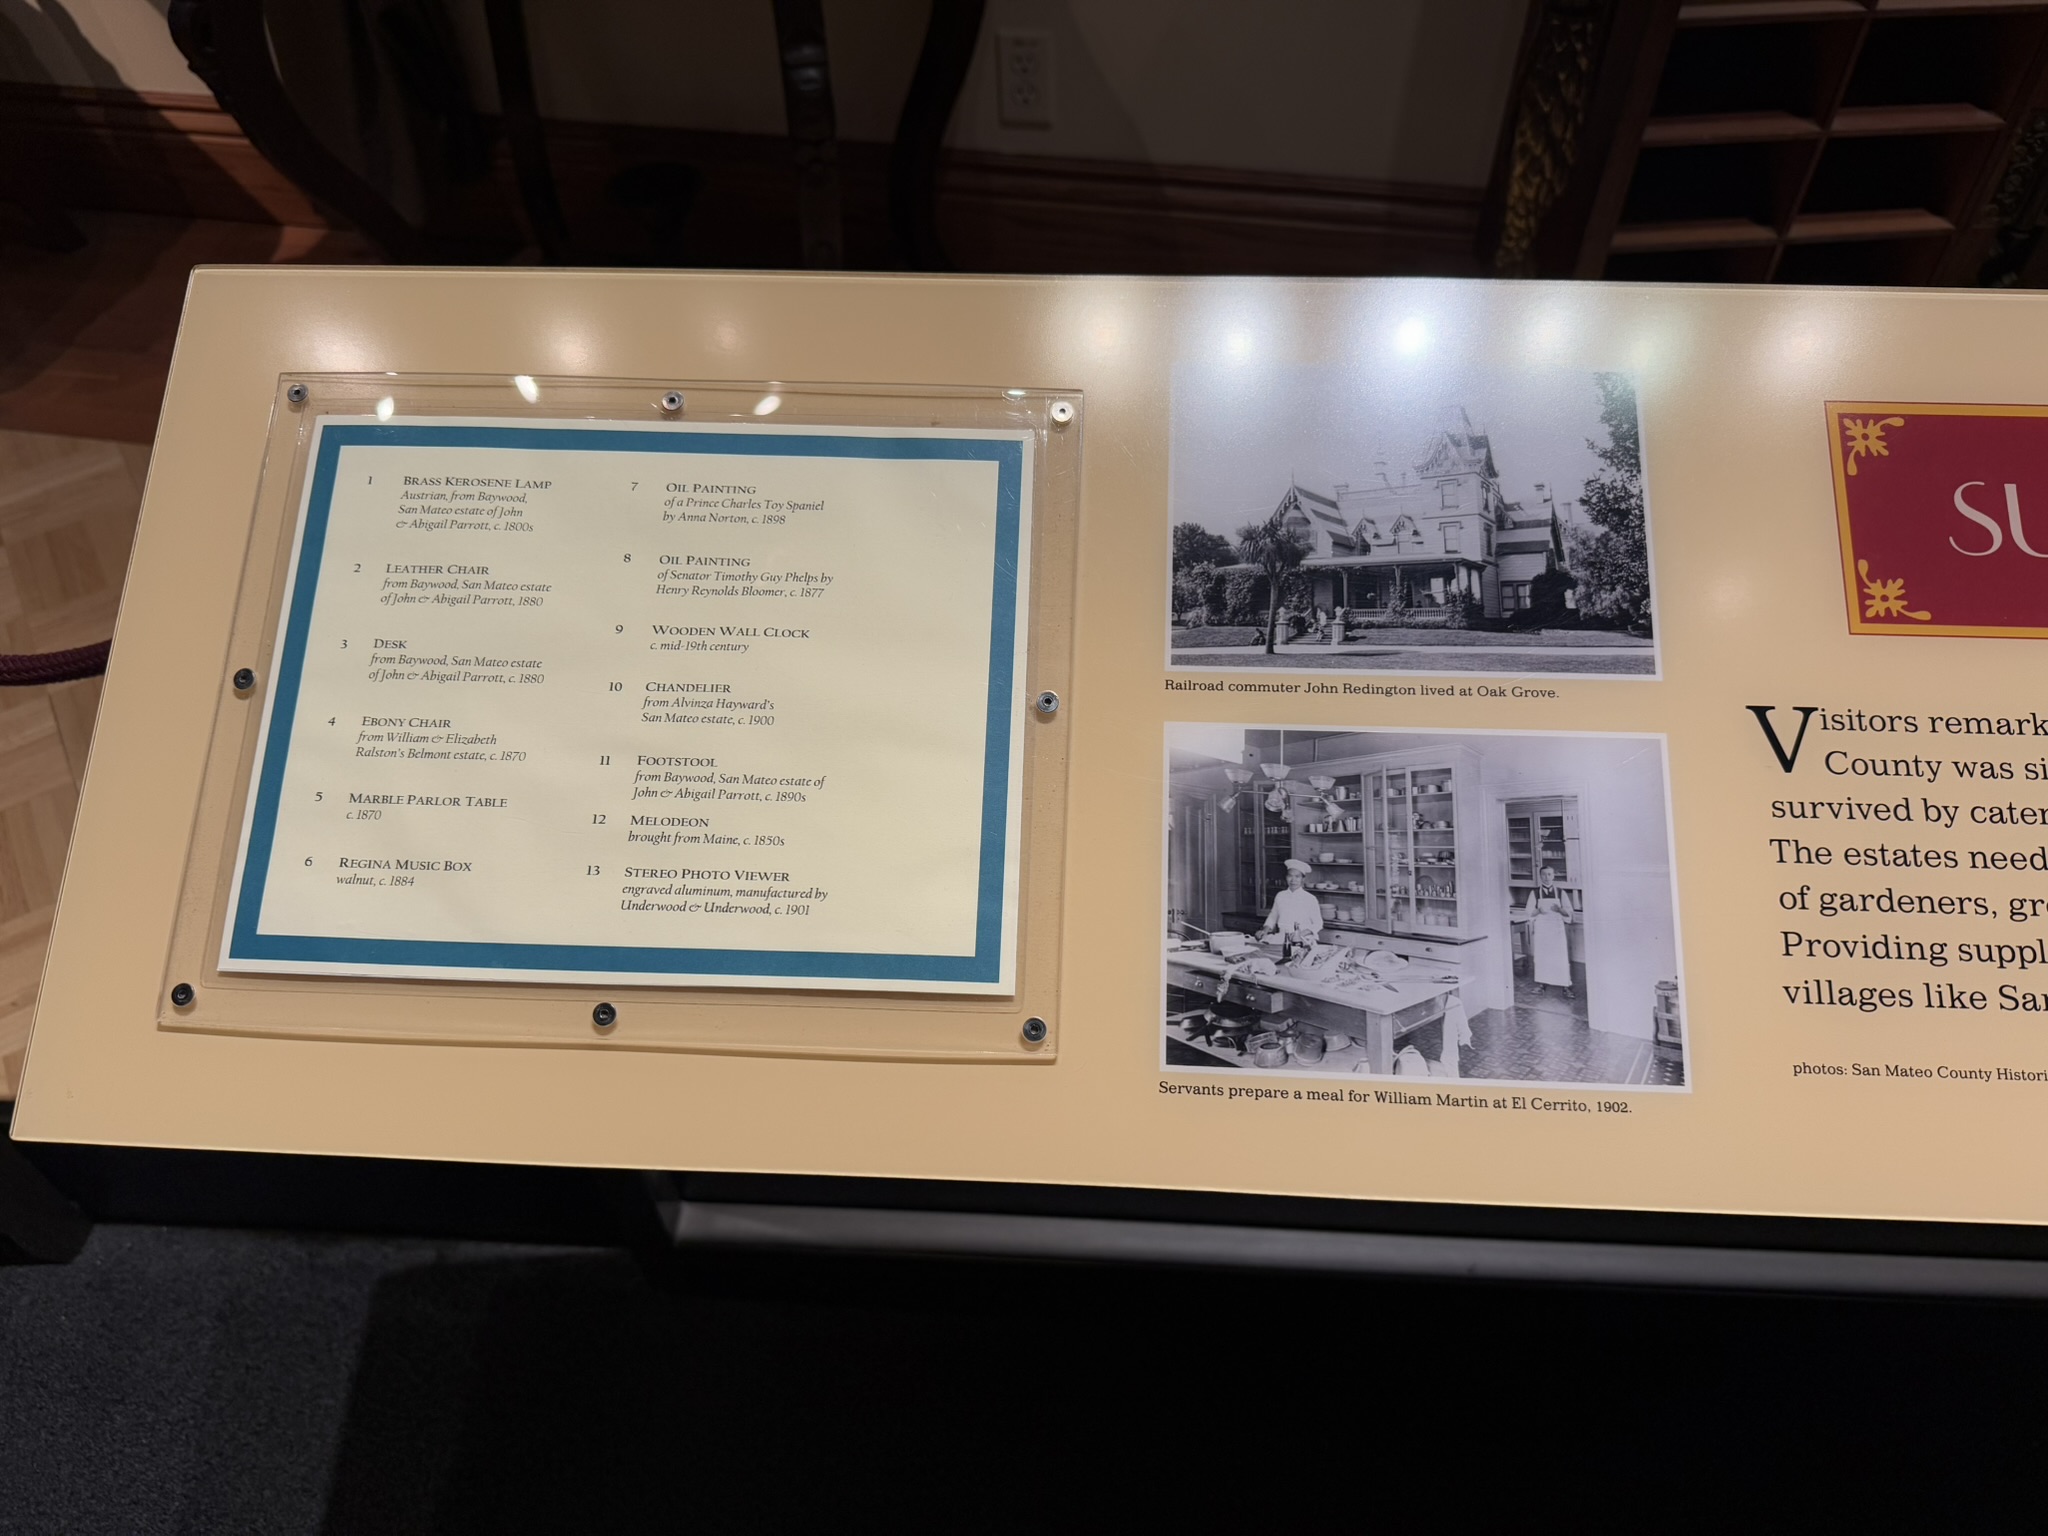 1 BRASS KEROSENE LAMP
Austrian, from Baywood,
San Mateo estate of John
& Abigail Parrott, c. 1800s
2 LEATHER CHAIR
from Baywood, San Mateo estate
of John & Abigail Parrott, 1880
3 DESK
from Baywood, San Mateo estate
of John & Abigail Parrott, c. 1880
4 EBONY CHAIR
from William & Elizabeth
Ralston's Belmont estate, c. 1870
5 MARBLE PARLOR TABLE
c. 1870
6 REGINA MUSIC BOX
walnut, c. 1884
7 OIL PAINTING
of a Prince Charles Toy Spaniel
by Anna Norton, c. 1898
8 OIL PAINTING
of Senator Timothy Guy Phelps by
Henry Reynolds Bloomer, c. 1877
9 WOODEN WALL CLOCK
c. mid-19th century
10 CHANDELIER
from Alvinza Hayward's
San Mateo estate, c. 1900
11 FOOTSTOOL
from Baywood, San Mateo estate of
John & Abigail Parrott, c. 1890s
12 MELODEON
brought from Maine, c. 1850s
13 STEREO PHOTO VIEWER
engraved aluminum, manufactured by
Underwood & Underwood, c. 1901
Railroad commuter John Redington lived at Oak Grove.
Servants prepare a meal for William Martin at El Cerrito, 1902.
SU
Visitors remark
County was si
survived by cater
The estates need
of gardeners, gro
Providing suppl
villages like San
photos: San Mateo County Histori